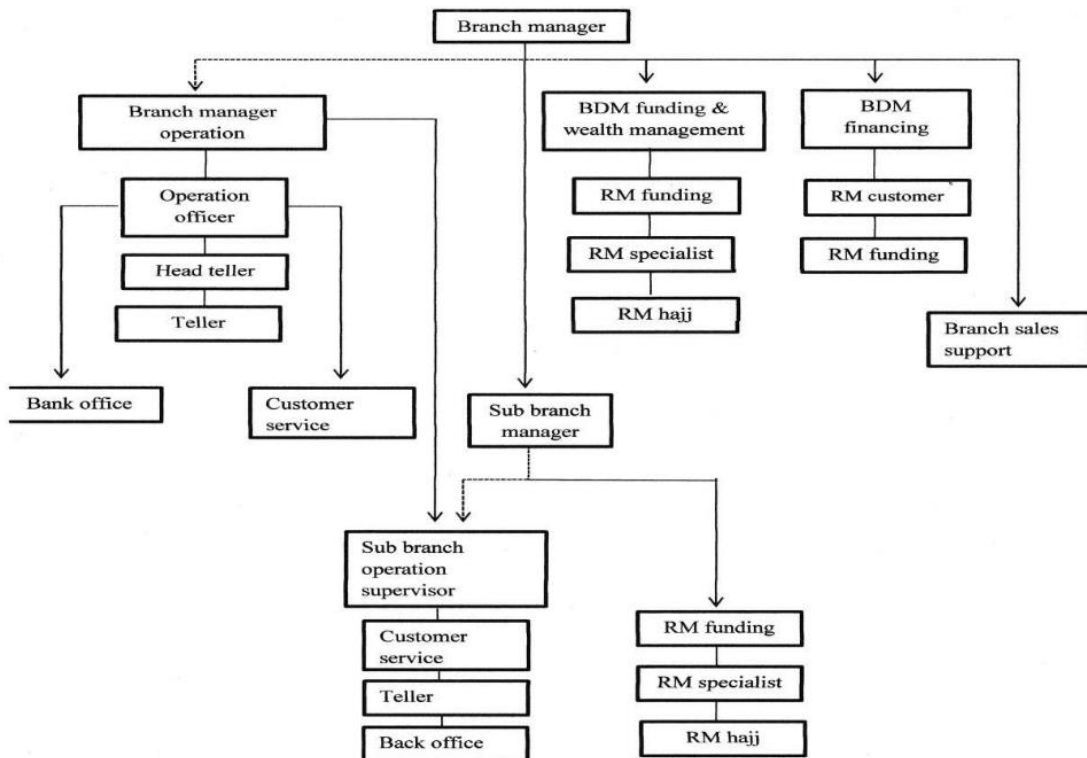 Branch manager
Branch manager
operation
BDM funding &
wealth management
BDM
financing
Operation
officer
RM funding
RM customer
Head teller
RM specialist
RM funding
Teller
RM hajj
Branch sales
support
Bank office
Customer
service
Sub branch
manager
Sub branch
operation
supervisor
Customer
service
Teller
Back office
RM funding
RM specialist
RM hajj